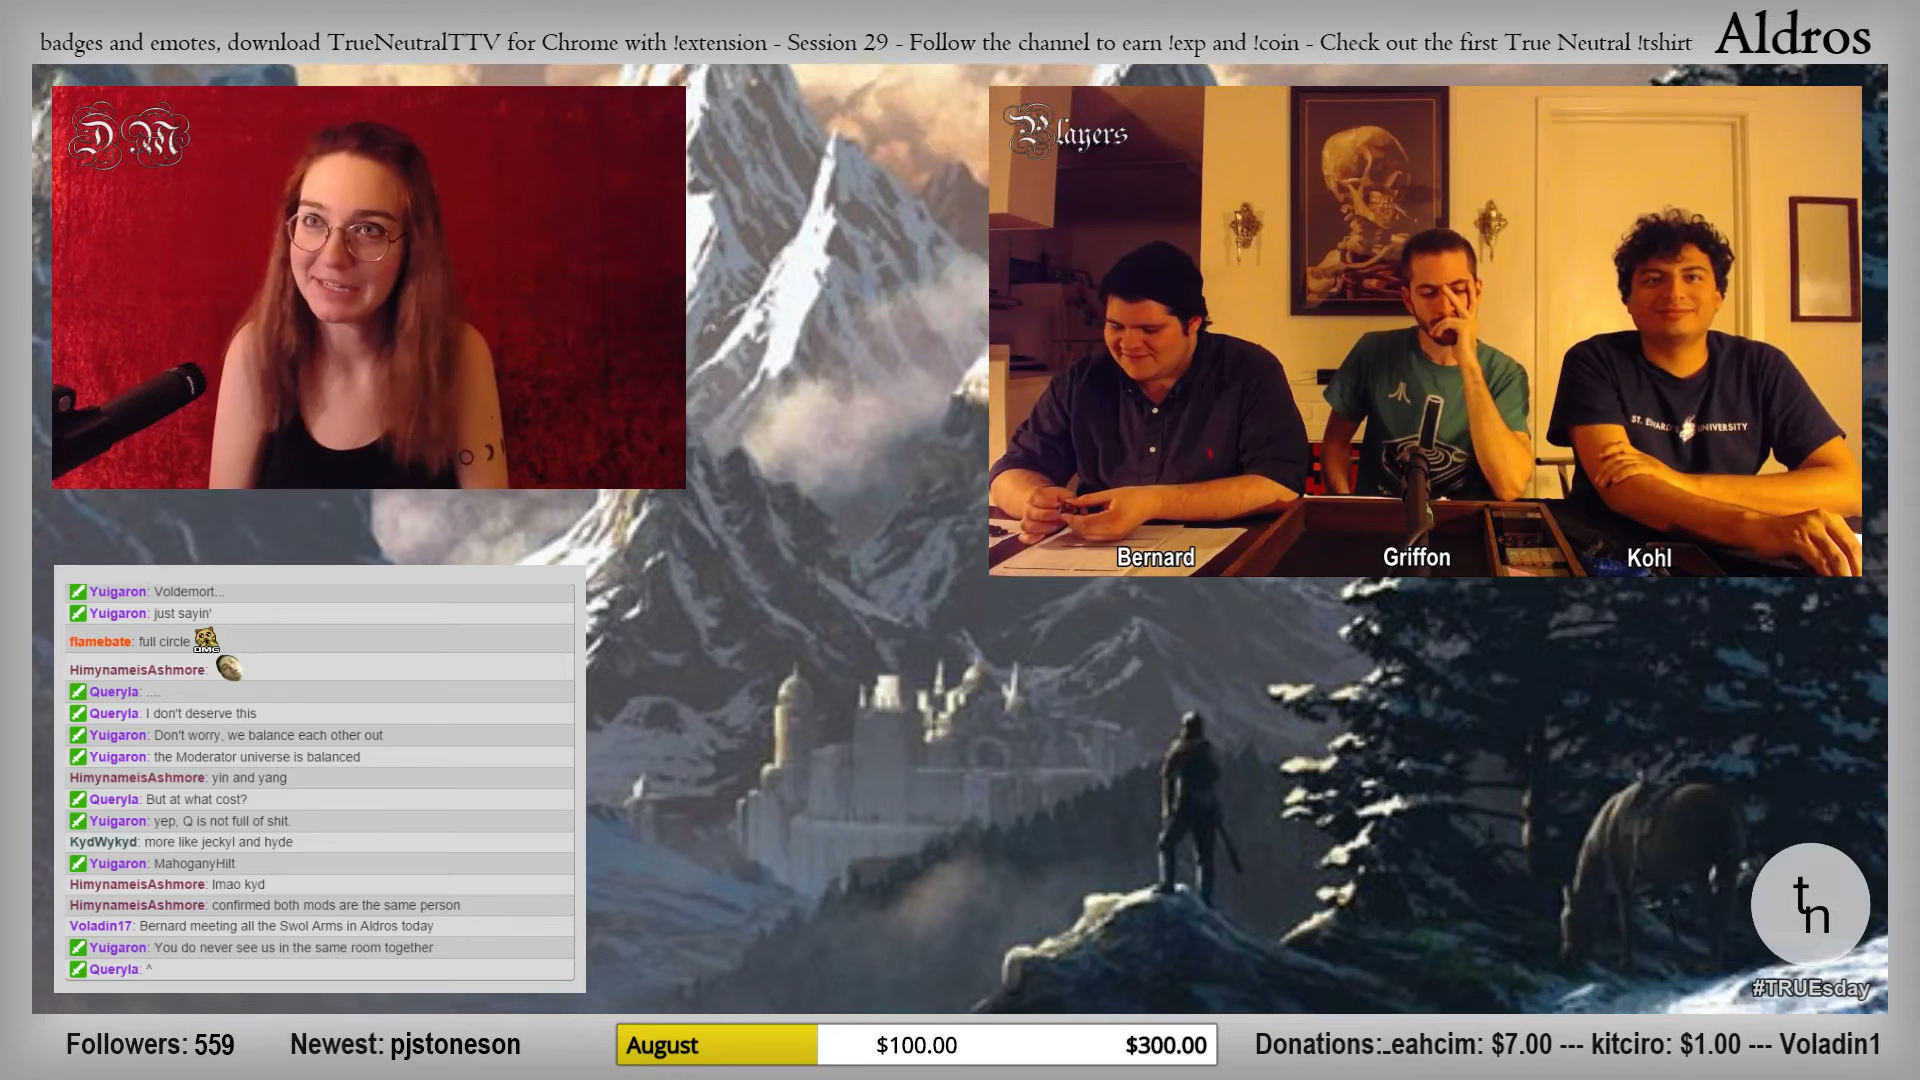 badges and emotes, download TrueNeutralTTV for Chrome with !extension - Session 29 - Follow the channel to earn !exp and !coin - Check out the first True Neutral !tshirt
Aldros
D M
Players
ST. EDWARD'S UNIVERSITY
Bernard
Griffon
Kohl
Yuigaron: Voldemort...
Yuigaron: just sayin'
flamebate: full circle
OMG
HimynameisAshmore:
Queryla: ....
Queryla: I don't deserve this
Yuigaron: Don't worry, we balance each other out
Yuigaron: the Moderator universe is balanced
HimynameisAshmore: yin and yang
Queryla: But at what cost?
Yuigaron: yep, Q is not full of shit.
KydWykyd: more like jeckyl and hyde
Yuigaron: MahoganyHilt
HimynameisAshmore: lmao kyd
HimynameisAshmore: confirmed both mods are the same person
Voladin17: Bernard meeting all the Swol Arms in Aldros today
Yuigaron: You do never see us in the same room together
Queryla: ^
tn
#TRUEsday
Followers: 559
Newest: pjstoneson
August
$100.00
$300.00
Donations:_eahcim: $7.00 --- kitciro: $1.00 --- Voladin1